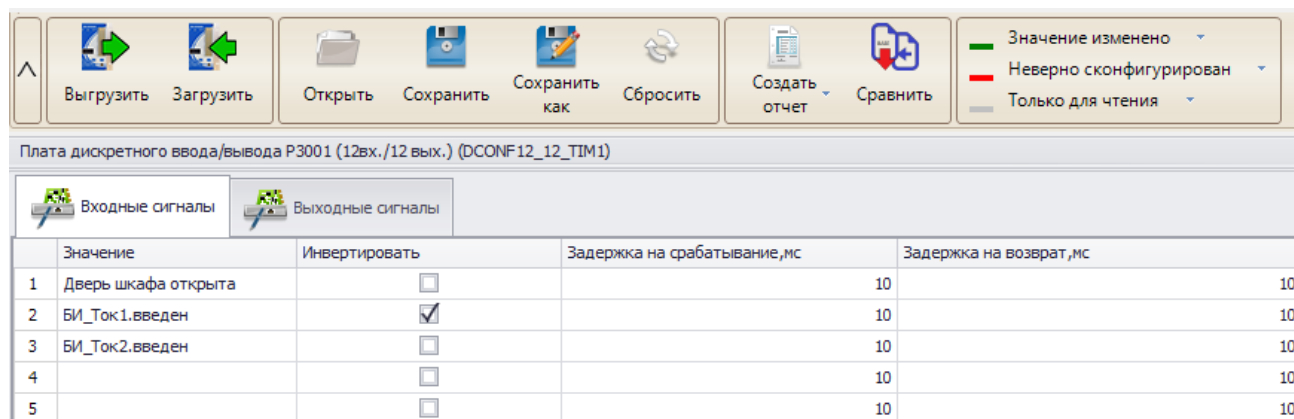 Выгрузить Загрузить Открыть Сохранить Сохранить как Сбросить Создать отчет Сравнить
Значение изменено
Неверно сконфигурирован
Только для чтения
Плата дискретного ввода/вывода P3001 (12вх./12 вых.) (DCONF12_12_TIM1)
Входные сигналы Выходные сигналы
Значение Инвертировать Задержка на срабатывание,мс Задержка на возврат,мс
1 Дверь шкафа открыта 10 10
2 БИ_Ток1.введен 10 10
3 БИ_Ток2.введен 10 10
4 10 10
5 10 10